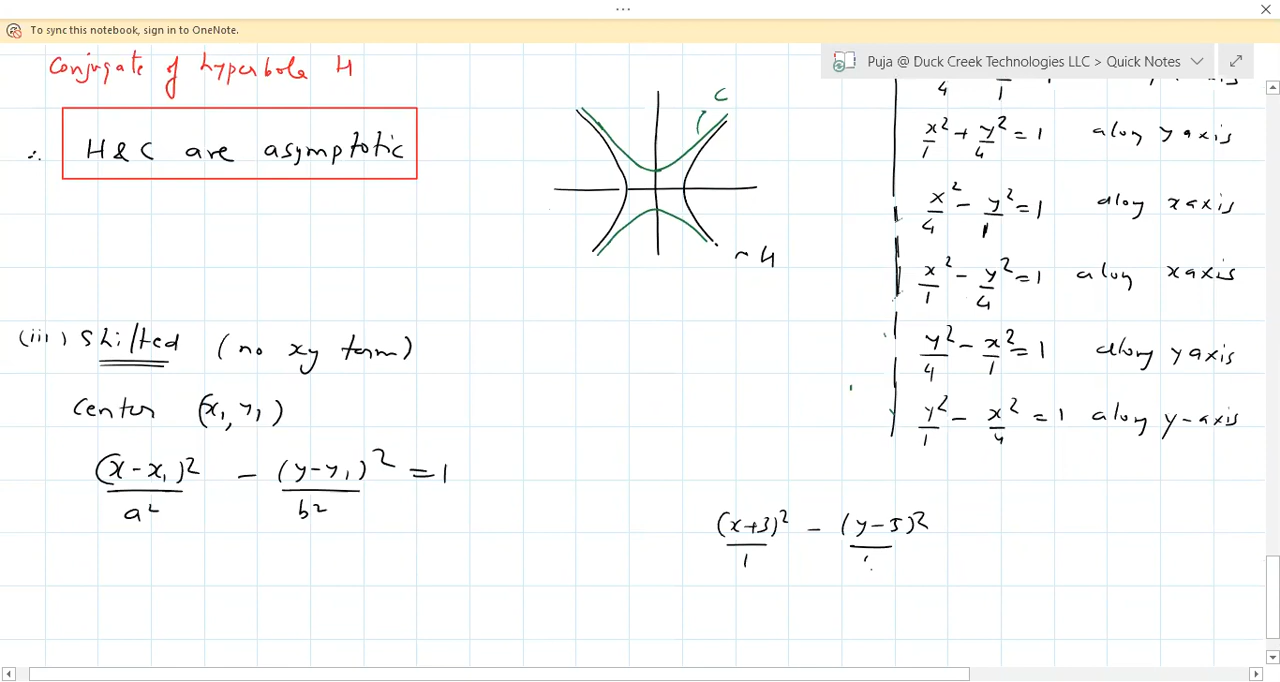 To sync this notebook, sign in to OneNote.
Puja @ Duck Creek Technologies LLC > Quick Notes
Conjugate of hyperbola H
∴ H & C are asymptotic
C
~ H
(iii) Shifted (no xy term)
Center (x₁, y₁)
(x-x₁)²/a² - (y-y₁)²/b² = 1
4 1
x²/1 + y²/4 = 1 along y axis
x²/4 - y²/1 = 1 along x axis
x²/1 - y²/4 = 1 along x axis
y²/4 - x²/1 = 1 along y axis
y²/1 - x²/4 = 1 along y-axis
(x+3)²/1 - (y-5)²